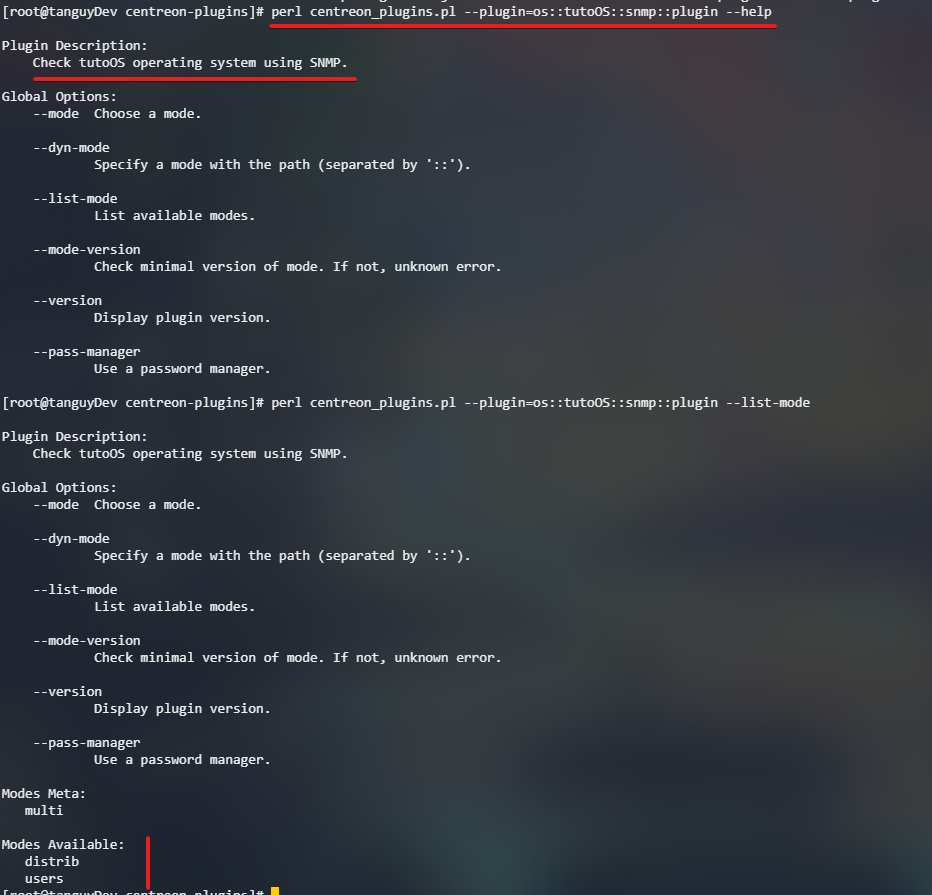 [root@tanguyDev centreon-plugins]# perl centreon_plugins.pl --plugin=os::tutoOS::snmp::plugin --help
Plugin Description:
Check tutoOS operating system using SNMP.
Global Options:
--mode  Choose a mode.
--dyn-mode
Specify a mode with the path (separated by '::').
--list-mode
List available modes.
--mode-version
Check minimal version of mode. If not, unknown error.
--version
Display plugin version.
--pass-manager
Use a password manager.
[root@tanguyDev centreon-plugins]# perl centreon_plugins.pl --plugin=os::tutoOS::snmp::plugin --list-mode
Plugin Description:
Check tutoOS operating system using SNMP.
Global Options:
--mode  Choose a mode.
--dyn-mode
Specify a mode with the path (separated by '::').
--list-mode
List available modes.
--mode-version
Check minimal version of mode. If not, unknown error.
--version
Display plugin version.
--pass-manager
Use a password manager.
Modes Meta:
multi
Modes Available:
distrib
users
[root@tanguyDev centreon-plugins]#